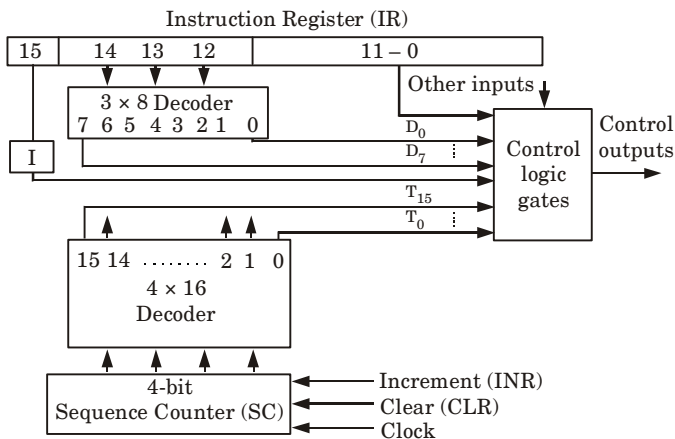 Instruction Register (IR)
15 14 13 12 11 – 0
Other inputs
3 × 8 Decoder
7 6 5 4 3 2 1 0
D0
D7
I
Control
logic
gates
Control
outputs
T15
T0
15 14 ........ 2 1 0
4 × 16
Decoder
4-bit
Sequence Counter (SC)
Increment (INR)
Clear (CLR)
Clock